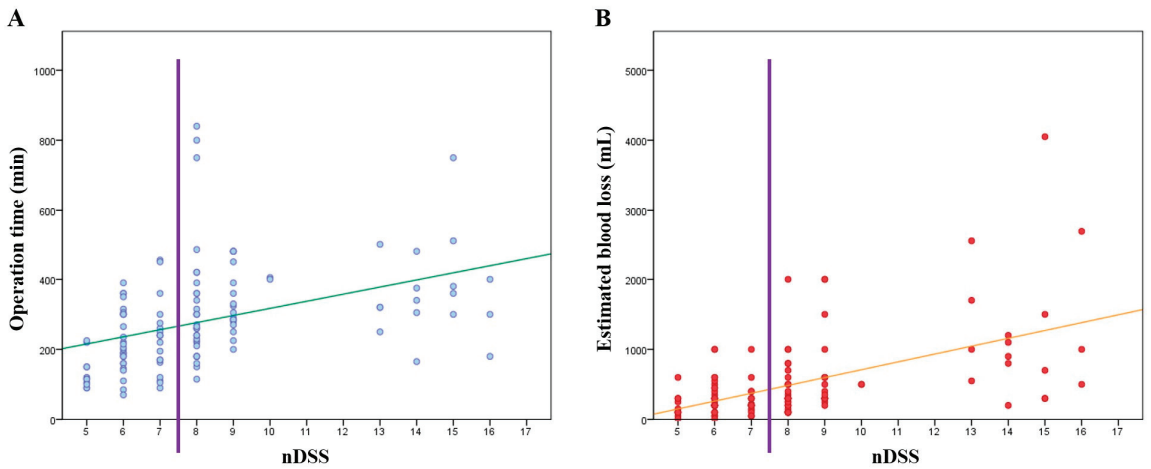 A
Operation time (min)
1000
800
600
400
200
0
5 6 7 8 9 10 11 12 13 14 15 16 17
nDSS
B
Estimated blood loss (mL)
5000
4000
3000
2000
1000
0
5 6 7 8 9 10 11 12 13 14 15 16 17
nDSS